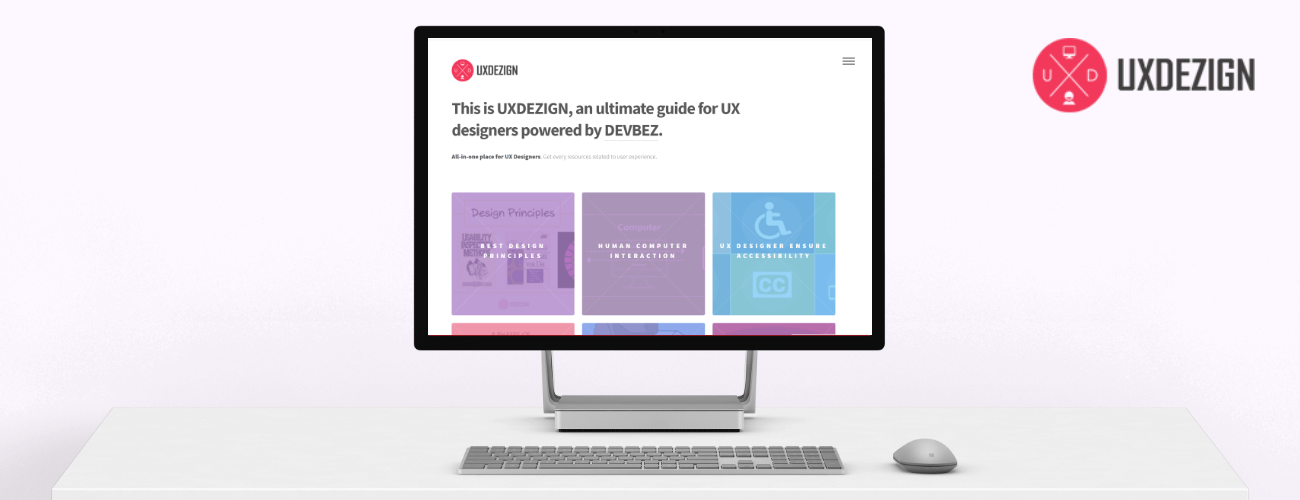 UXDEZIGN
U D
UXDEZIGN
This is UXDEZIGN, an ultimate guide for UX
designers powered by DEVBEZ.
All-in-one place for UX Designers. Get every resources related to user experience.
Design Principles
BEST DESIGN
PRINCIPLES
Computer
HUMAN COMPUTER
INTERACTION
UX DESIGNER ENSURE
ACCESSIBILITY
CC